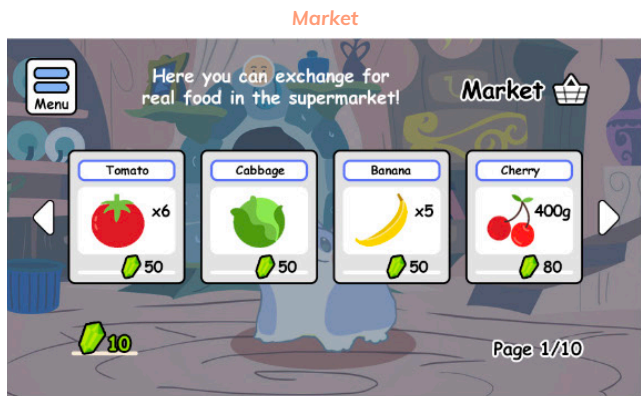 Market
Menu
Here you can exchange for
real food in the supermarket!
Market
Tomato
x6
50
Cabbage
50
Banana
x5
50
Cherry
400g
80
10
Page 1/10